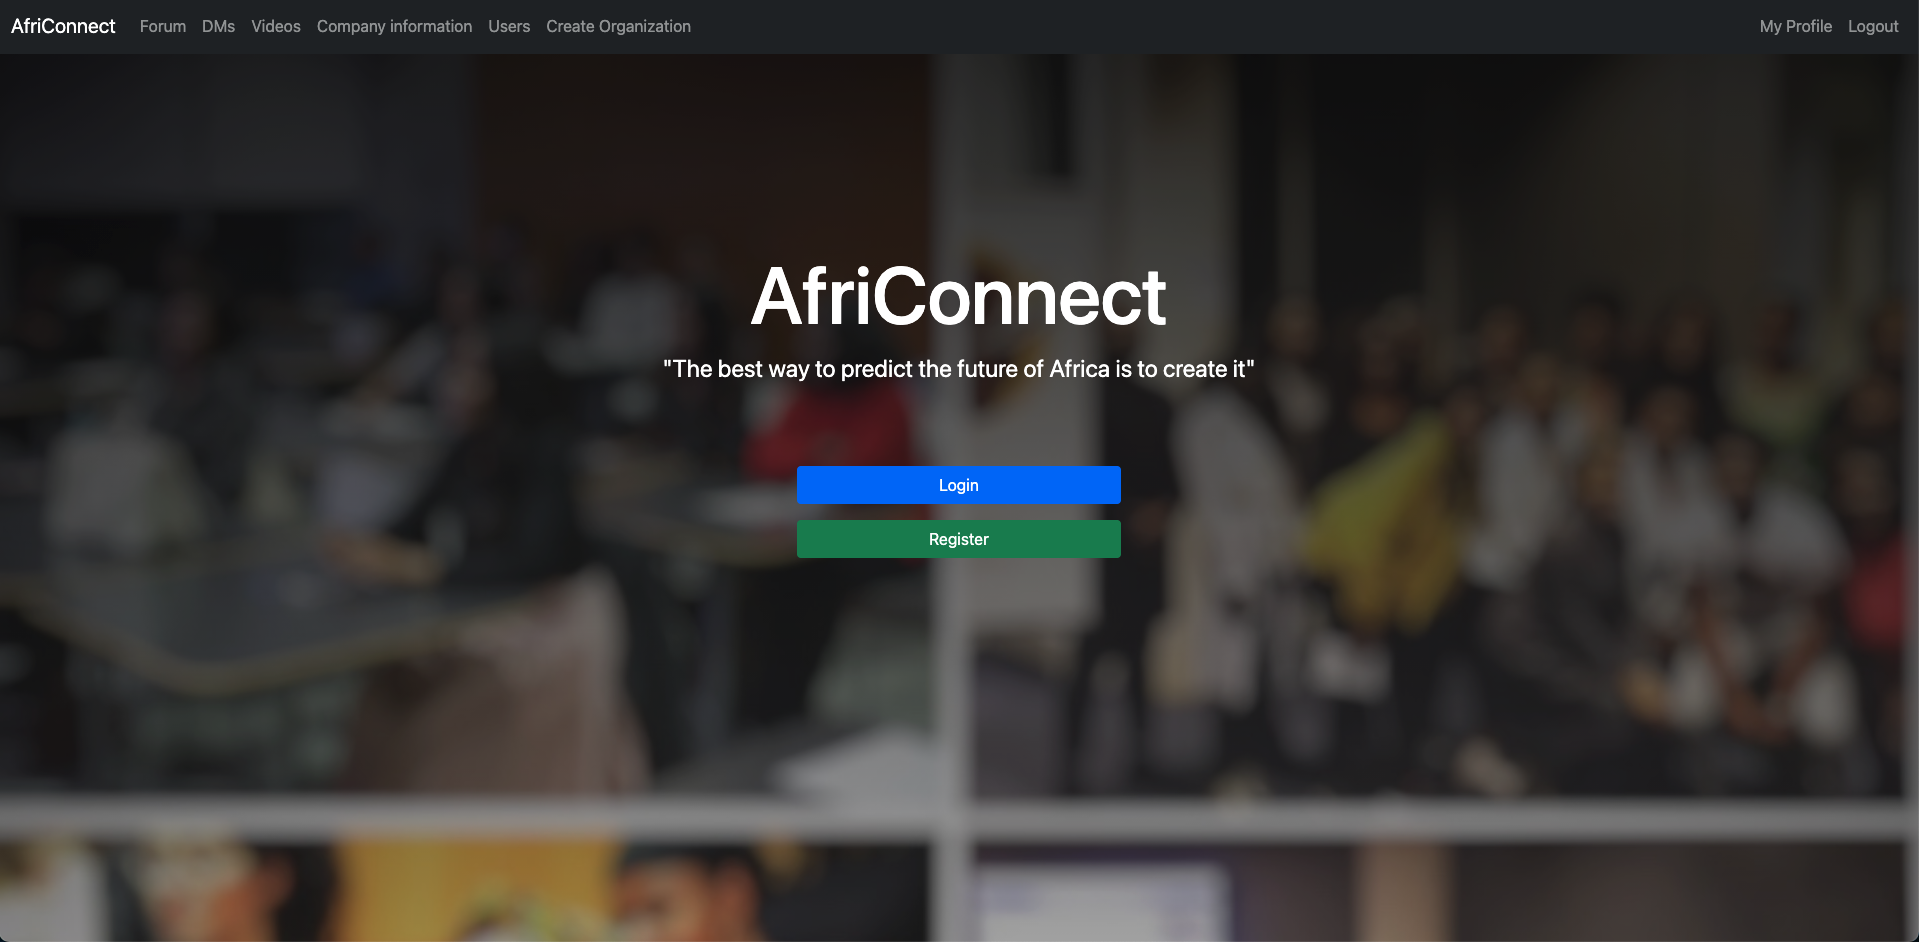 AfriConnect Forum DMs Videos Company information Users Create Organization My Profile Logout
AfriConnect
"The best way to predict the future of Africa is to create it"
Login
Register